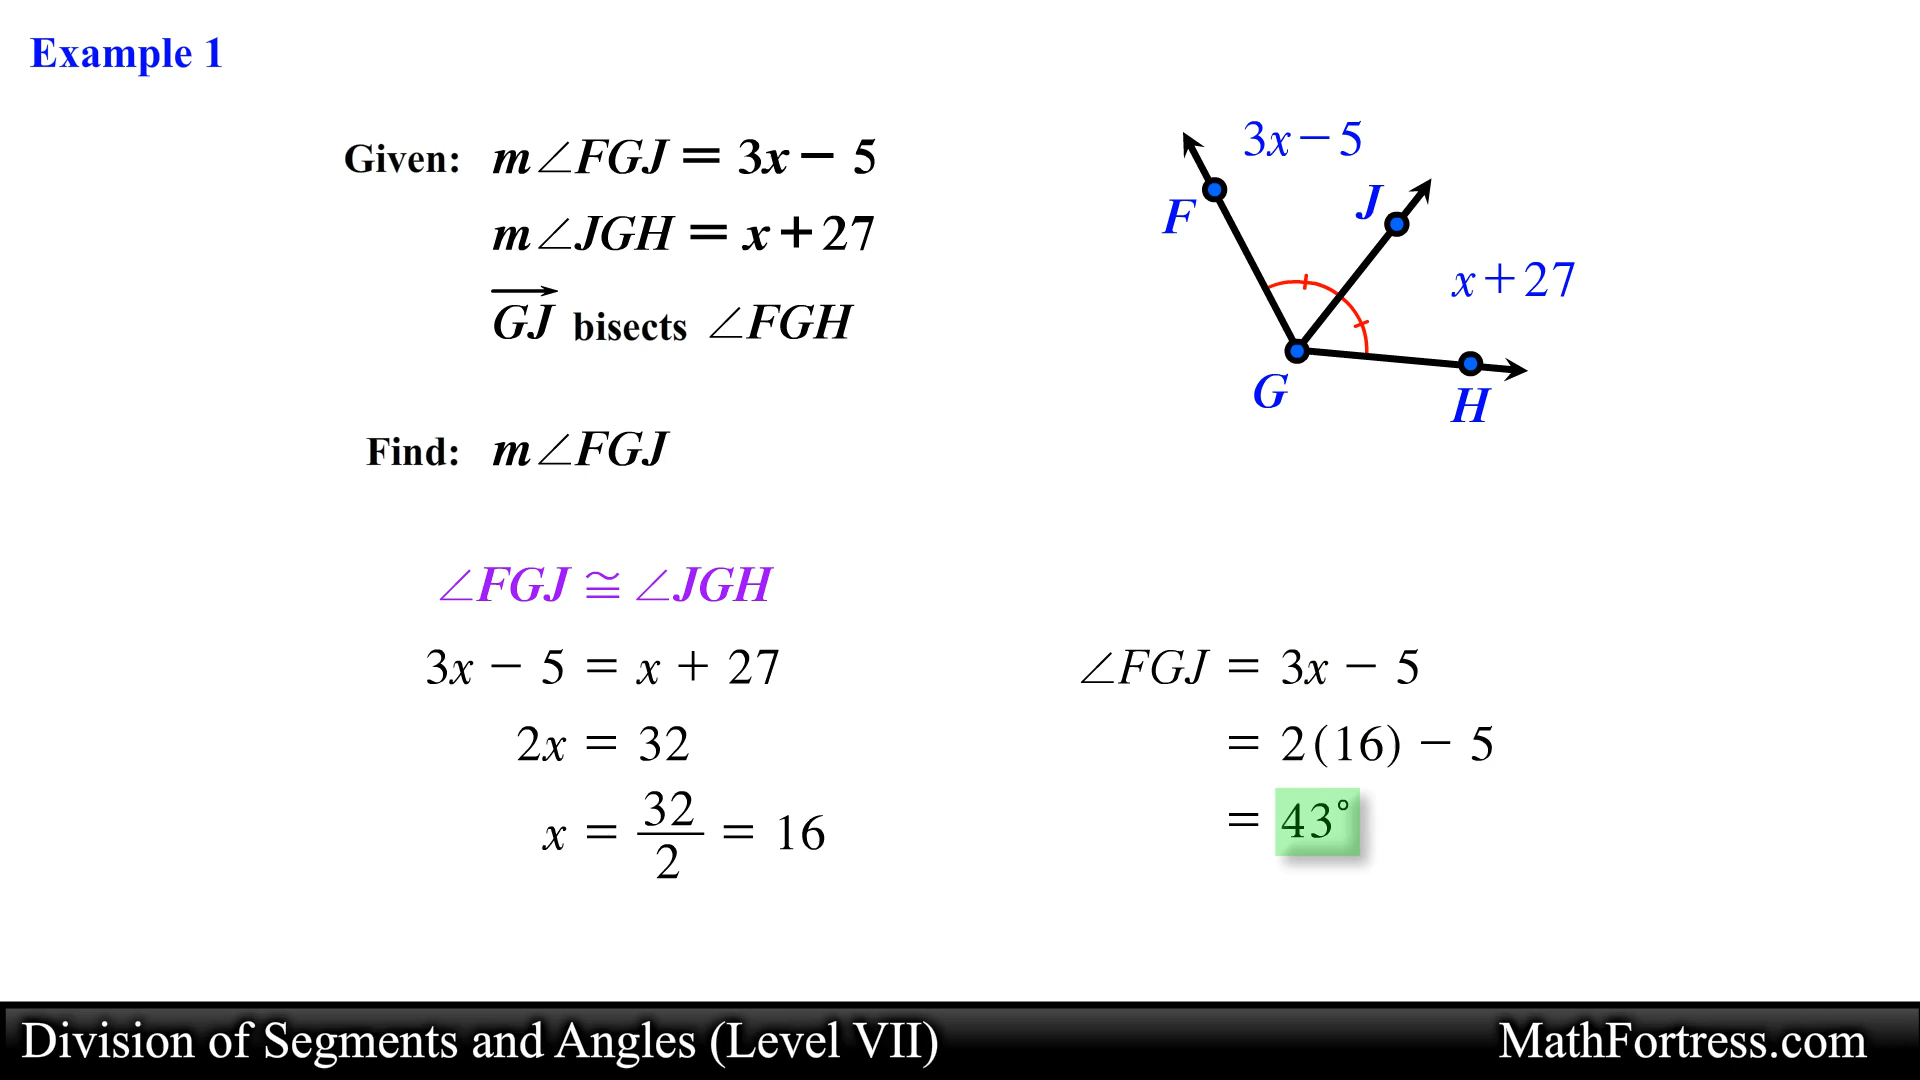 Example 1
Given: m∠FGJ = 3x − 5
m∠JGH = x + 27
GJ bisects ∠FGH
Find: m∠FGJ
3x − 5
F
J
x + 27
G
H
∠FGJ ≅ ∠JGH
3x − 5 = x + 27
2x = 32
x = 32/2 = 16
∠FGJ = 3x − 5
= 2(16) − 5
= 43°
Division of Segments and Angles (Level VII)
MathFortress.com